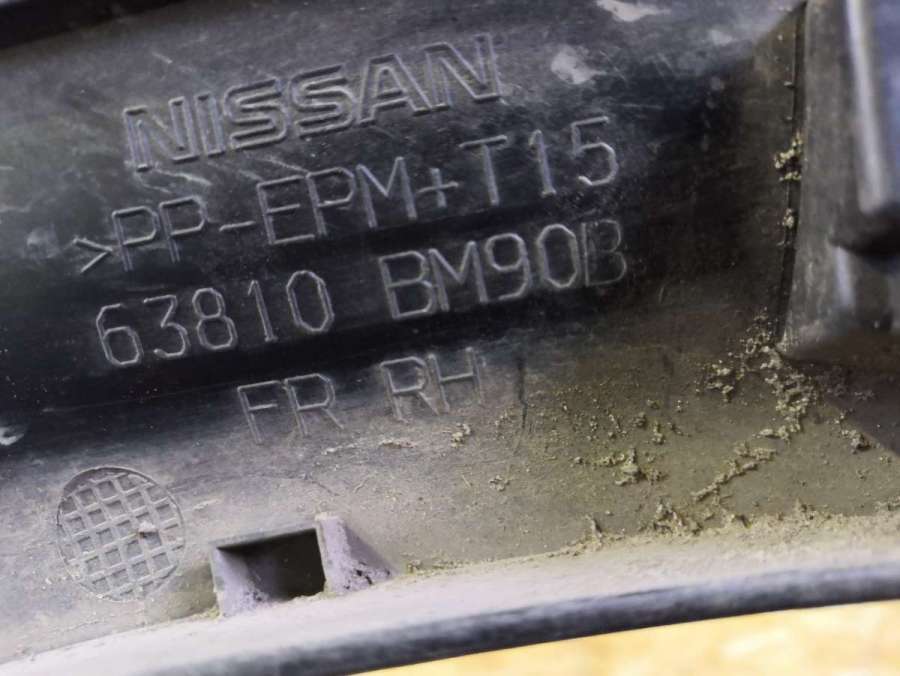 NISSAN
>PP-EPM+T15
63810 BM90B
FR RH